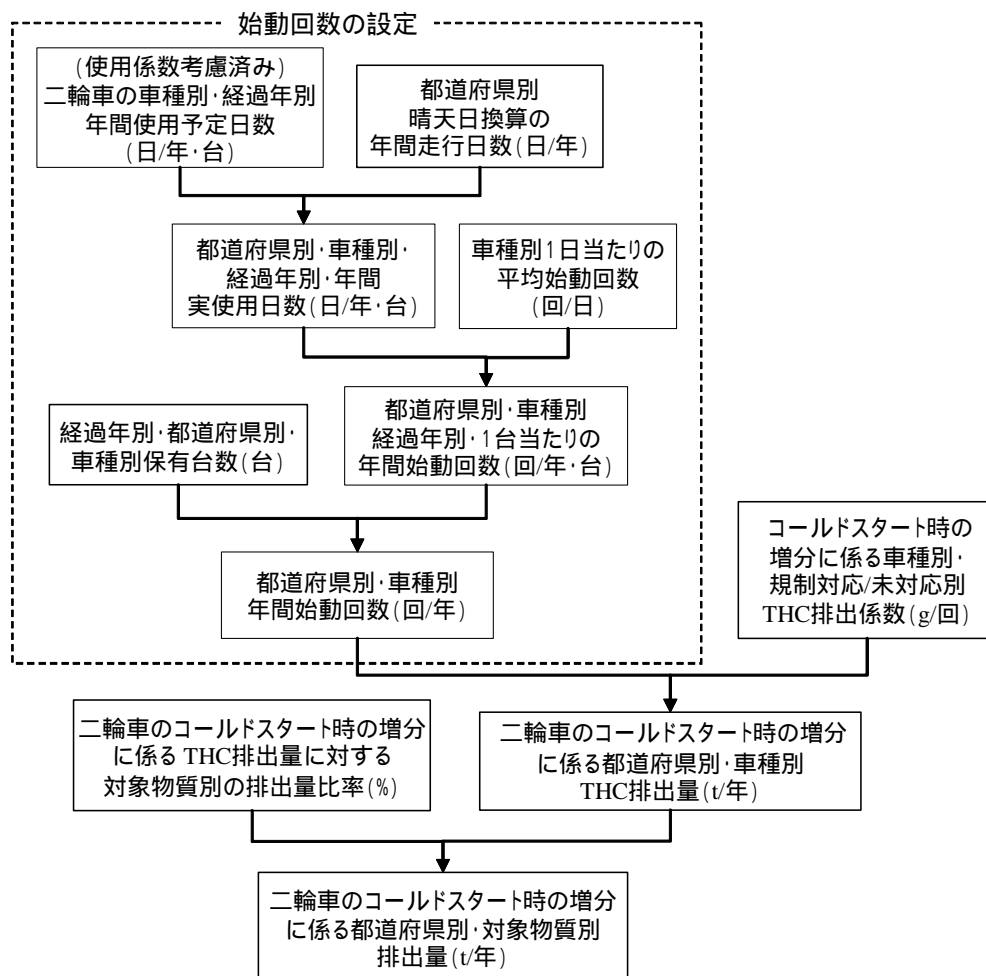 始動回数の設定
(使用係数考慮済み)
二輪車の車種別・経過年別
年間使用予定日数
(日/年・台)
都道府県別
晴天日換算の
年間走行日数(日/年)
都道府県別・車種別・
経過年別・年間
実使用日数(日/年・台)
車種別1日当たりの
平均始動回数
(回/日)
経過年別・都道府県別・
車種別保有台数(台)
都道府県別・車種別
経過年別・1台当たりの
年間始動回数(回/年・台)
都道府県別・車種別
年間始動回数(回/年)
コールドスタート時の
増分に係る車種別・
規制対応/未対応別
THC排出係数(g/回)
二輪車のコールドスタート時の増分
に係る THC排出量に対する
対象物質別の排出量比率(%)
二輪車のコールドスタート時の増分
に係る都道府県別・車種別
THC排出量(t/年)
二輪車のコールドスタート時の増分
に係る都道府県別・対象物質別
排出量(t/年)